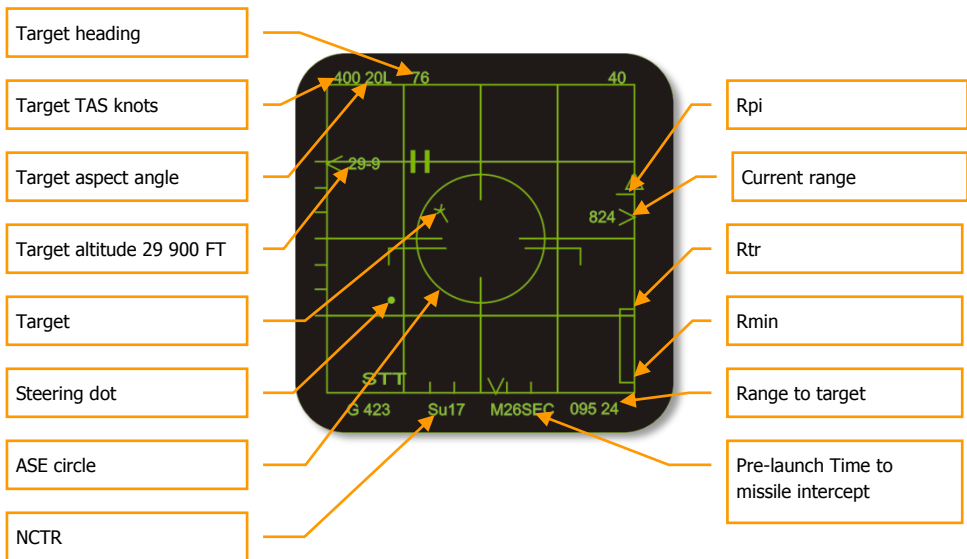 Target heading
Target TAS knots
Target aspect angle
Target altitude 29 900 FT
Target
Steering dot
ASE circle
NCTR
400 20L 76 40
29-9
824
STT
G 423 Su17 M26SEC 095 24
Rpi
Current range
Rtr
Rmin
Range to target
Pre-launch Time to
missile intercept